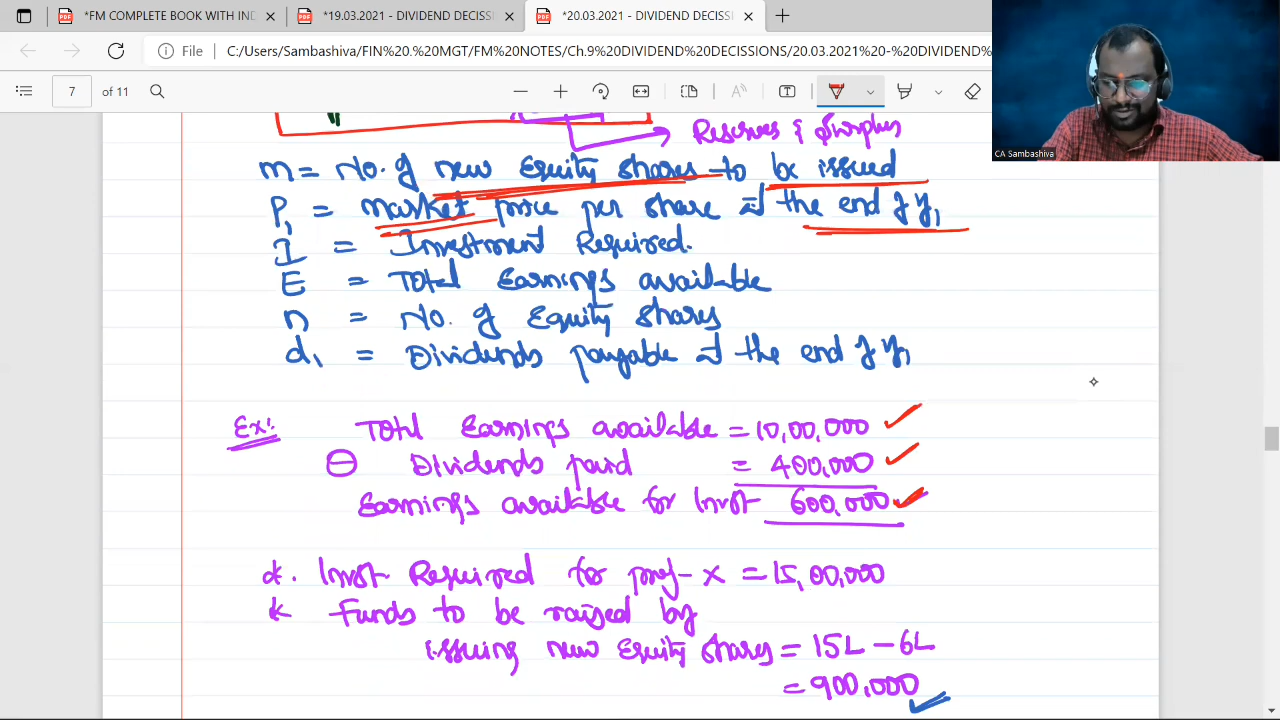 *FM COMPLETE BOOK WITH IND
*19.03.2021 - DIVIDEND DECISSI
*20.03.2021 - DIVIDEND DECISSI
File
C:/Users/Sambashiva/FIN%20.%20MGT/FM%20NOTES/Ch.9%20DIVIDEND%20DECISSIONS/20.03.2021%20-%20DIVIDEND%
7 of 11
CA Sambashiva
Reserves & Surplus
m = No. of new Equity shares to be issued
P1 = market price per share at the end of y1
I = Investment Required.
E = Total Earnings available
n = No. of Equity shares
d1 = Dividends payable at the end of y1
Ex:
Total Earnings available = 10,00,000
⊖ Dividends paid = 400,000
Earnings available for Invst 600,000
*. Invst Required for proj-X = 15,00,000
* Funds to be raised by
issuing new Equity shares = 15L - 6L
= 900,000